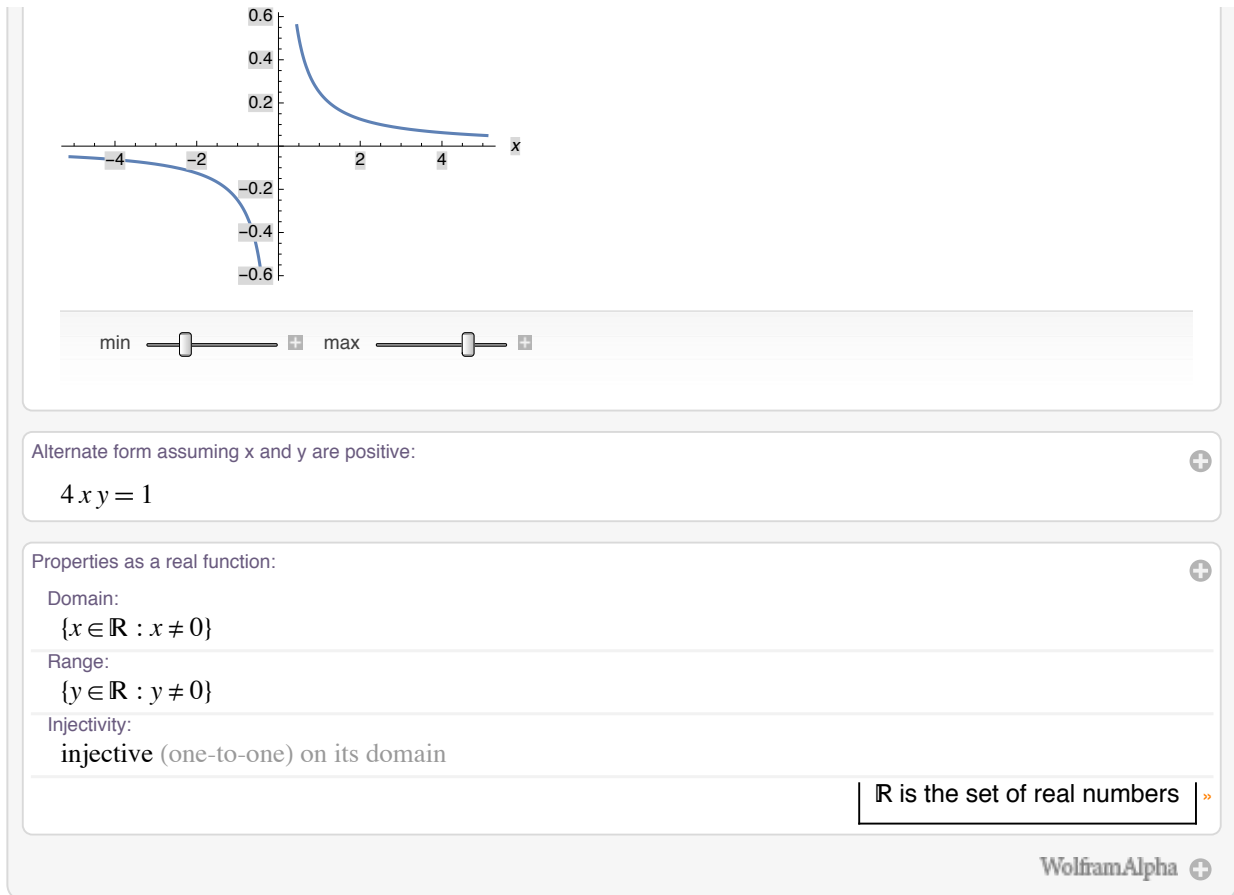 0.6
0.4
0.2
x
−4 −2 2 4
−0.2
−0.4
−0.6
min max
Alternate form assuming x and y are positive:
4 x y = 1
Properties as a real function:
Domain:
{x ∈ ℝ : x ≠ 0}
Range:
{y ∈ ℝ : y ≠ 0}
Injectivity:
injective (one-to-one) on its domain
ℝ is the set of real numbers »
WolframAlpha